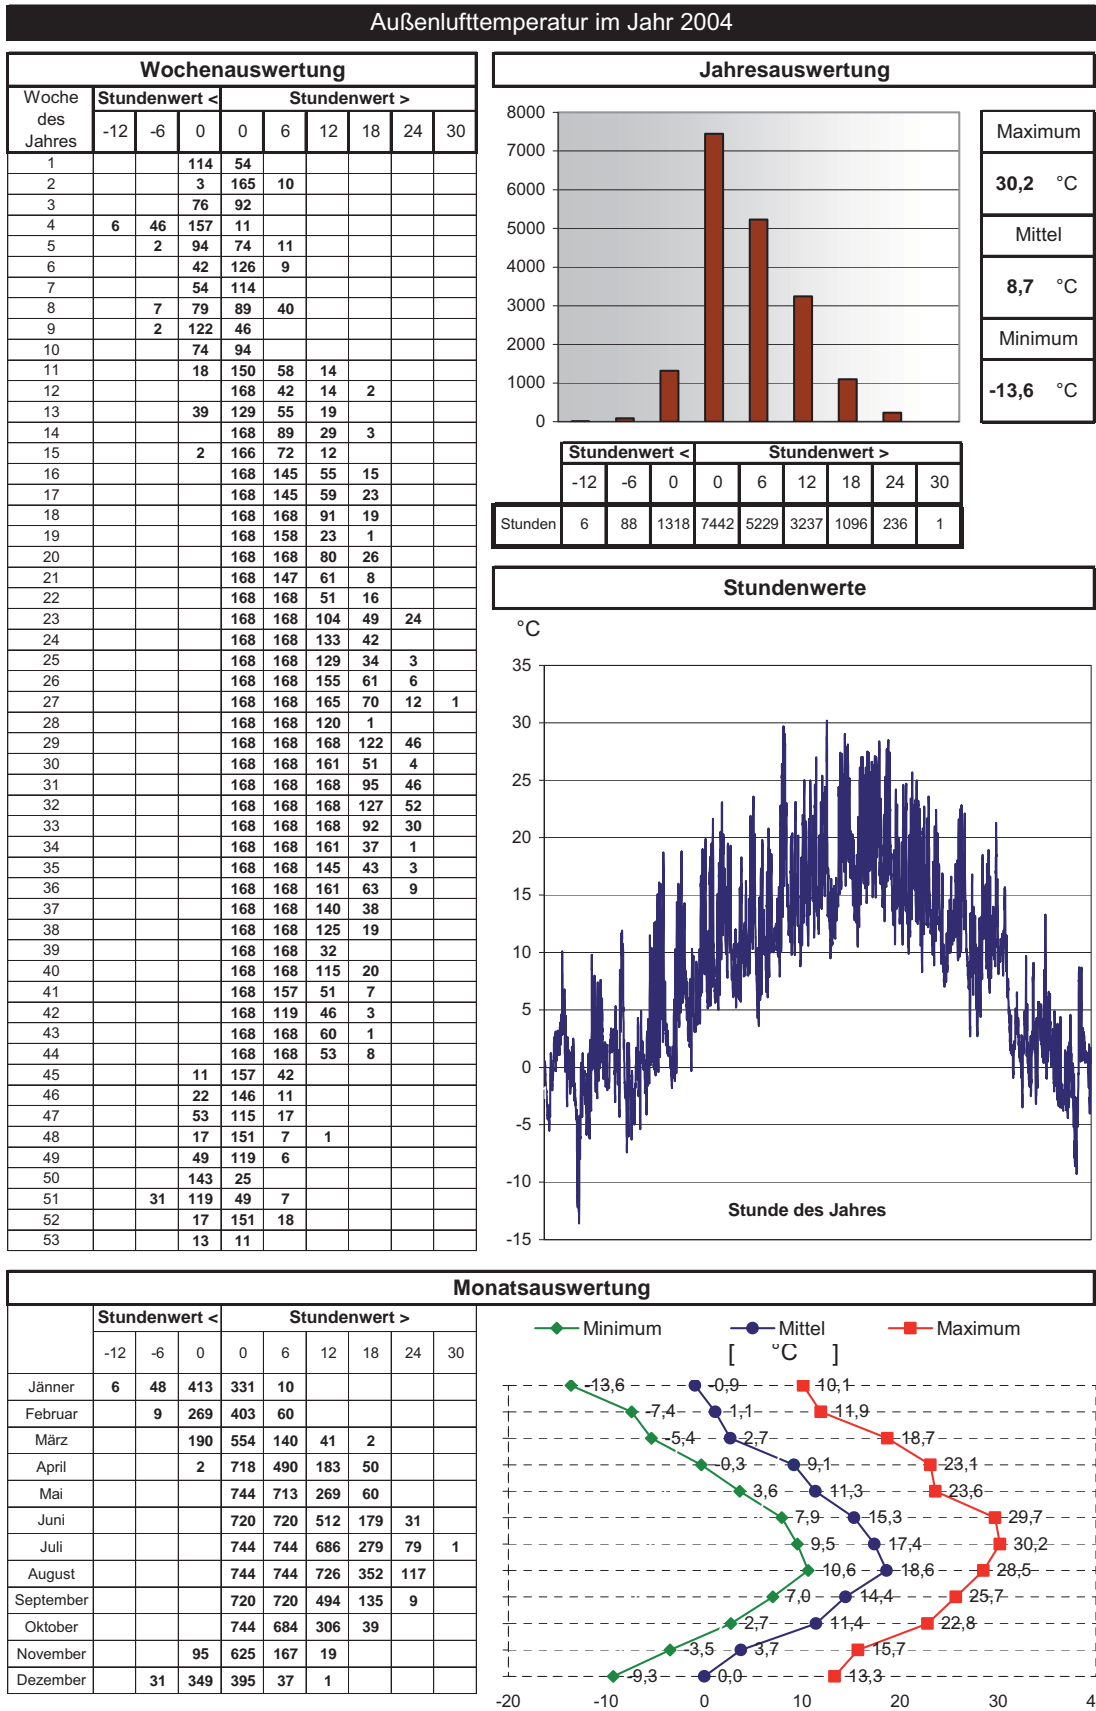 Außenlufttemperatur im Jahr 2004
Wochenauswertung
Woche des Jahres Stundenwert < Stundenwert >
-12 -6 0 0 6 12 18 24 30
1 114 54
2 3 165 10
3 76 92
4 6 46 157 11
5 2 94 74 11
6 42 126 9
7 54 114
8 7 79 89 40
9 2 122 46
10 74 94
11 18 150 58 14
12 168 42 14 2
13 39 129 55 19
14 168 89 29 3
15 2 166 72 12
16 168 145 55 15
17 168 145 59 23
18 168 168 91 19
19 168 158 23 1
20 168 168 80 26
21 168 147 61 8
22 168 168 51 16
23 168 168 104 49 24
24 168 168 133 42
25 168 168 129 34 3
26 168 168 155 61 6
27 168 168 165 70 12 1
28 168 168 120 1
29 168 168 168 122 46
30 168 168 161 51 4
31 168 168 168 95 46
32 168 168 168 127 52
33 168 168 168 92 30
34 168 168 161 37 1
35 168 168 145 43 3
36 168 168 161 63 9
37 168 168 140 38
38 168 168 125 19
39 168 168 32
40 168 168 115 20
41 168 157 51 7
42 168 119 46 3
43 168 168 60 1
44 168 168 53 8
45 11 157 42
46 22 146 11
47 53 115 17
48 17 151 7 1
49 49 119 6
50 143 25
51 31 119 49 7
52 17 151 18
53 13 11
Jahresauswertung
8000
7000
6000
5000
4000
3000
2000
1000
0
Maximum
30,2 °C
Mittel
8,7 °C
Minimum
-13,6 °C
Stundenwert < Stundenwert >
-12 -6 0 0 6 12 18 24 30
Stunden 6 88 1318 7442 5229 3237 1096 236 1
Stundenwerte
°C
35
30
25
20
15
10
5
0
-5
-10
-15
Stunde des Jahres
Monatsauswertung
Stundenwert < Stundenwert >
-12 -6 0 0 6 12 18 24 30
Jänner 6 48 413 331 10
Februar 9 269 403 60
März 190 554 140 41 2
April 2 718 490 183 50
Mai 744 713 269 60
Juni 720 720 512 179 31
Juli 744 744 686 279 79 1
August 744 744 726 352 117
September 720 720 494 135 9
Oktober 744 684 306 39
November 95 625 167 19
Dezember 31 349 395 37 1
Minimum Mittel Maximum
[ °C ]
-13,6 -0,9 10,1
-7,4 1,1 11,9
-5,4 2,7 18,7
-0,3 9,1 23,1
3,6 11,3 23,6
7,9 15,3 29,7
9,5 17,4 30,2
10,6 18,6 28,5
7,0 14,4 25,7
2,7 11,4 22,8
-3,5 3,7 15,7
-9,3 0,0 13,3
-20 -10 0 10 20 30 4